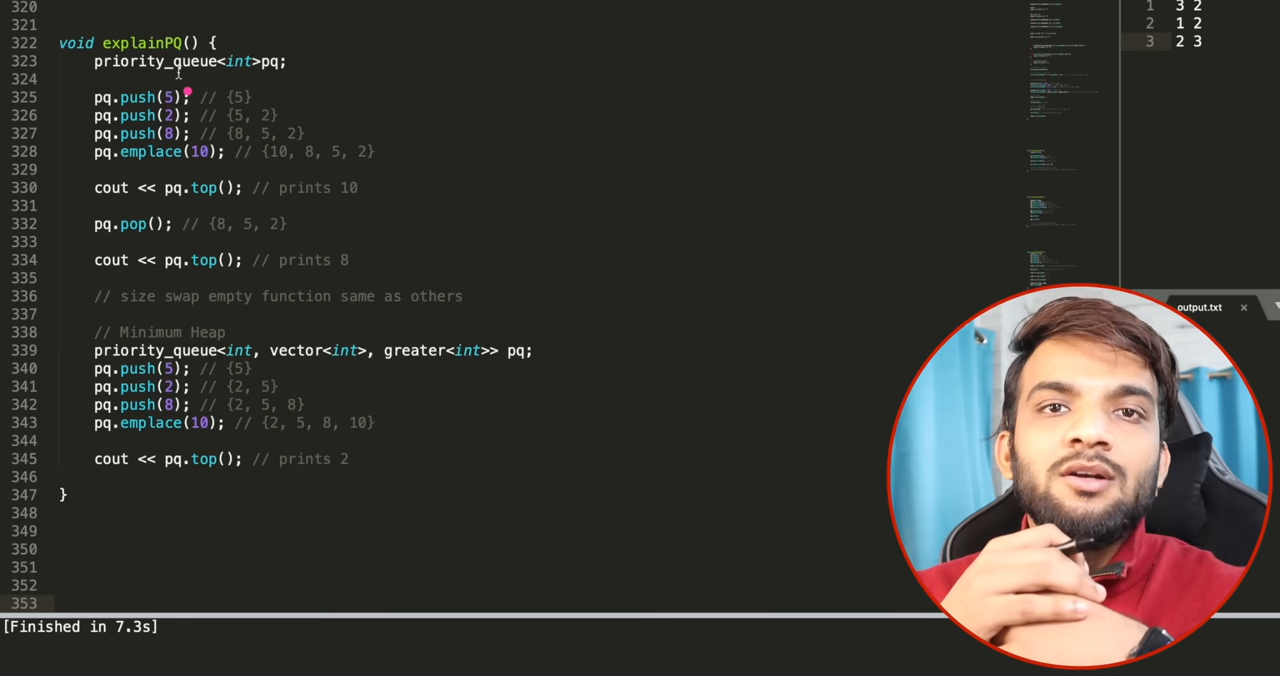 320
321
322 void explainPQ() {
323 priority_queue<int>pq;
324
325 pq.push(5); // {5}
326 pq.push(2); // {5, 2}
327 pq.push(8); // {8, 5, 2}
328 pq.emplace(10); // {10, 8, 5, 2}
329
330 cout << pq.top(); // prints 10
331
332 pq.pop(); // {8, 5, 2}
333
334 cout << pq.top(); // prints 8
335
336 // size swap empty function same as others
337
338 // Minimum Heap
339 priority_queue<int, vector<int>, greater<int>> pq;
340 pq.push(5); // {5}
341 pq.push(2); // {2, 5}
342 pq.push(8); // {2, 5, 8}
343 pq.emplace(10); // {2, 5, 8, 10}
344
345 cout << pq.top(); // prints 2
346
347 }
348
349
350
351
352
353
[Finished in 7.3s]
1 3 2
2 1 2
3 2 3
output.txt ×